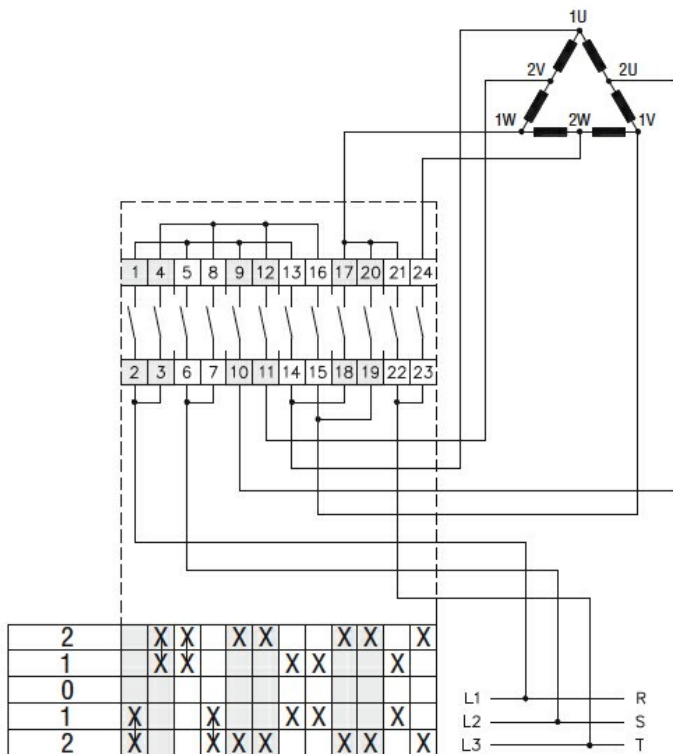 1U
2V 2U
1W 2W 1V
1 4 5 8 9 12 13 16 17 20 21 24
2 3 6 7 10 11 14 15 18 19 22 23
2 X X X X X X X
1 X X X X X
0
1 X X X X X
2 X X X X X X X
L1 R
L2 S
L3 T